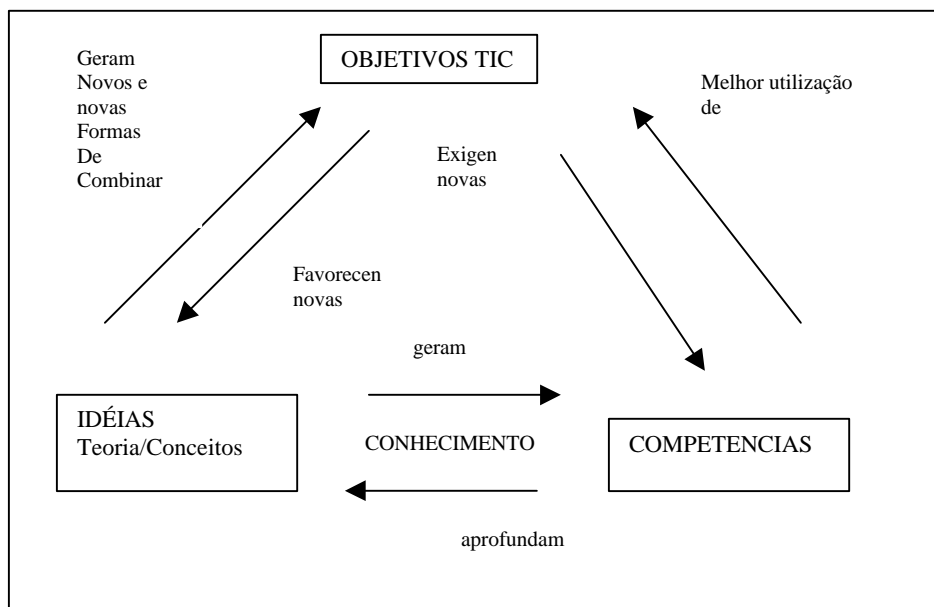 Geram
Novos e
novas
Formas
De
Combinar
OBJETIVOS TIC
Melhor utilização
de
Exigen
novas
Favorecen
novas
geram
IDÉIAS
Teoria/Conceitos
CONHECIMENTO
COMPETENCIAS
aprofundam